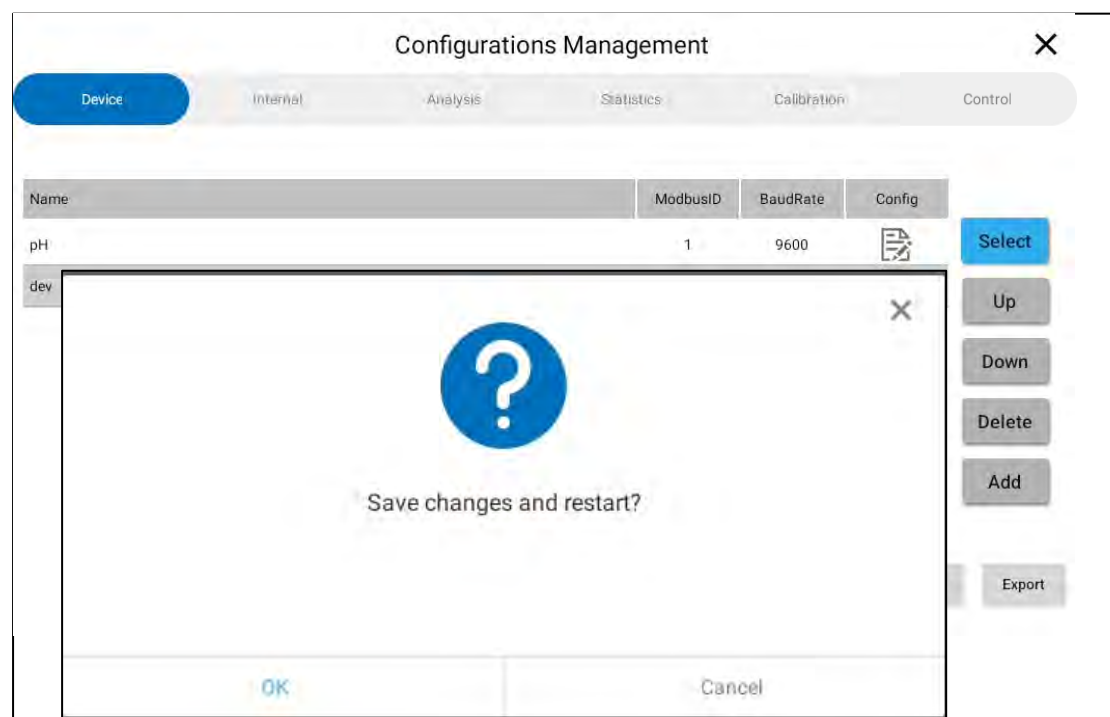 Configurations Management
Device Internal Analysis Statistics Calibration Control
Name ModbusID BaudRate Config
pH 1 9600
Select
dev
Up
Down
Delete
Add
Save changes and restart?
Export
OK Cancel